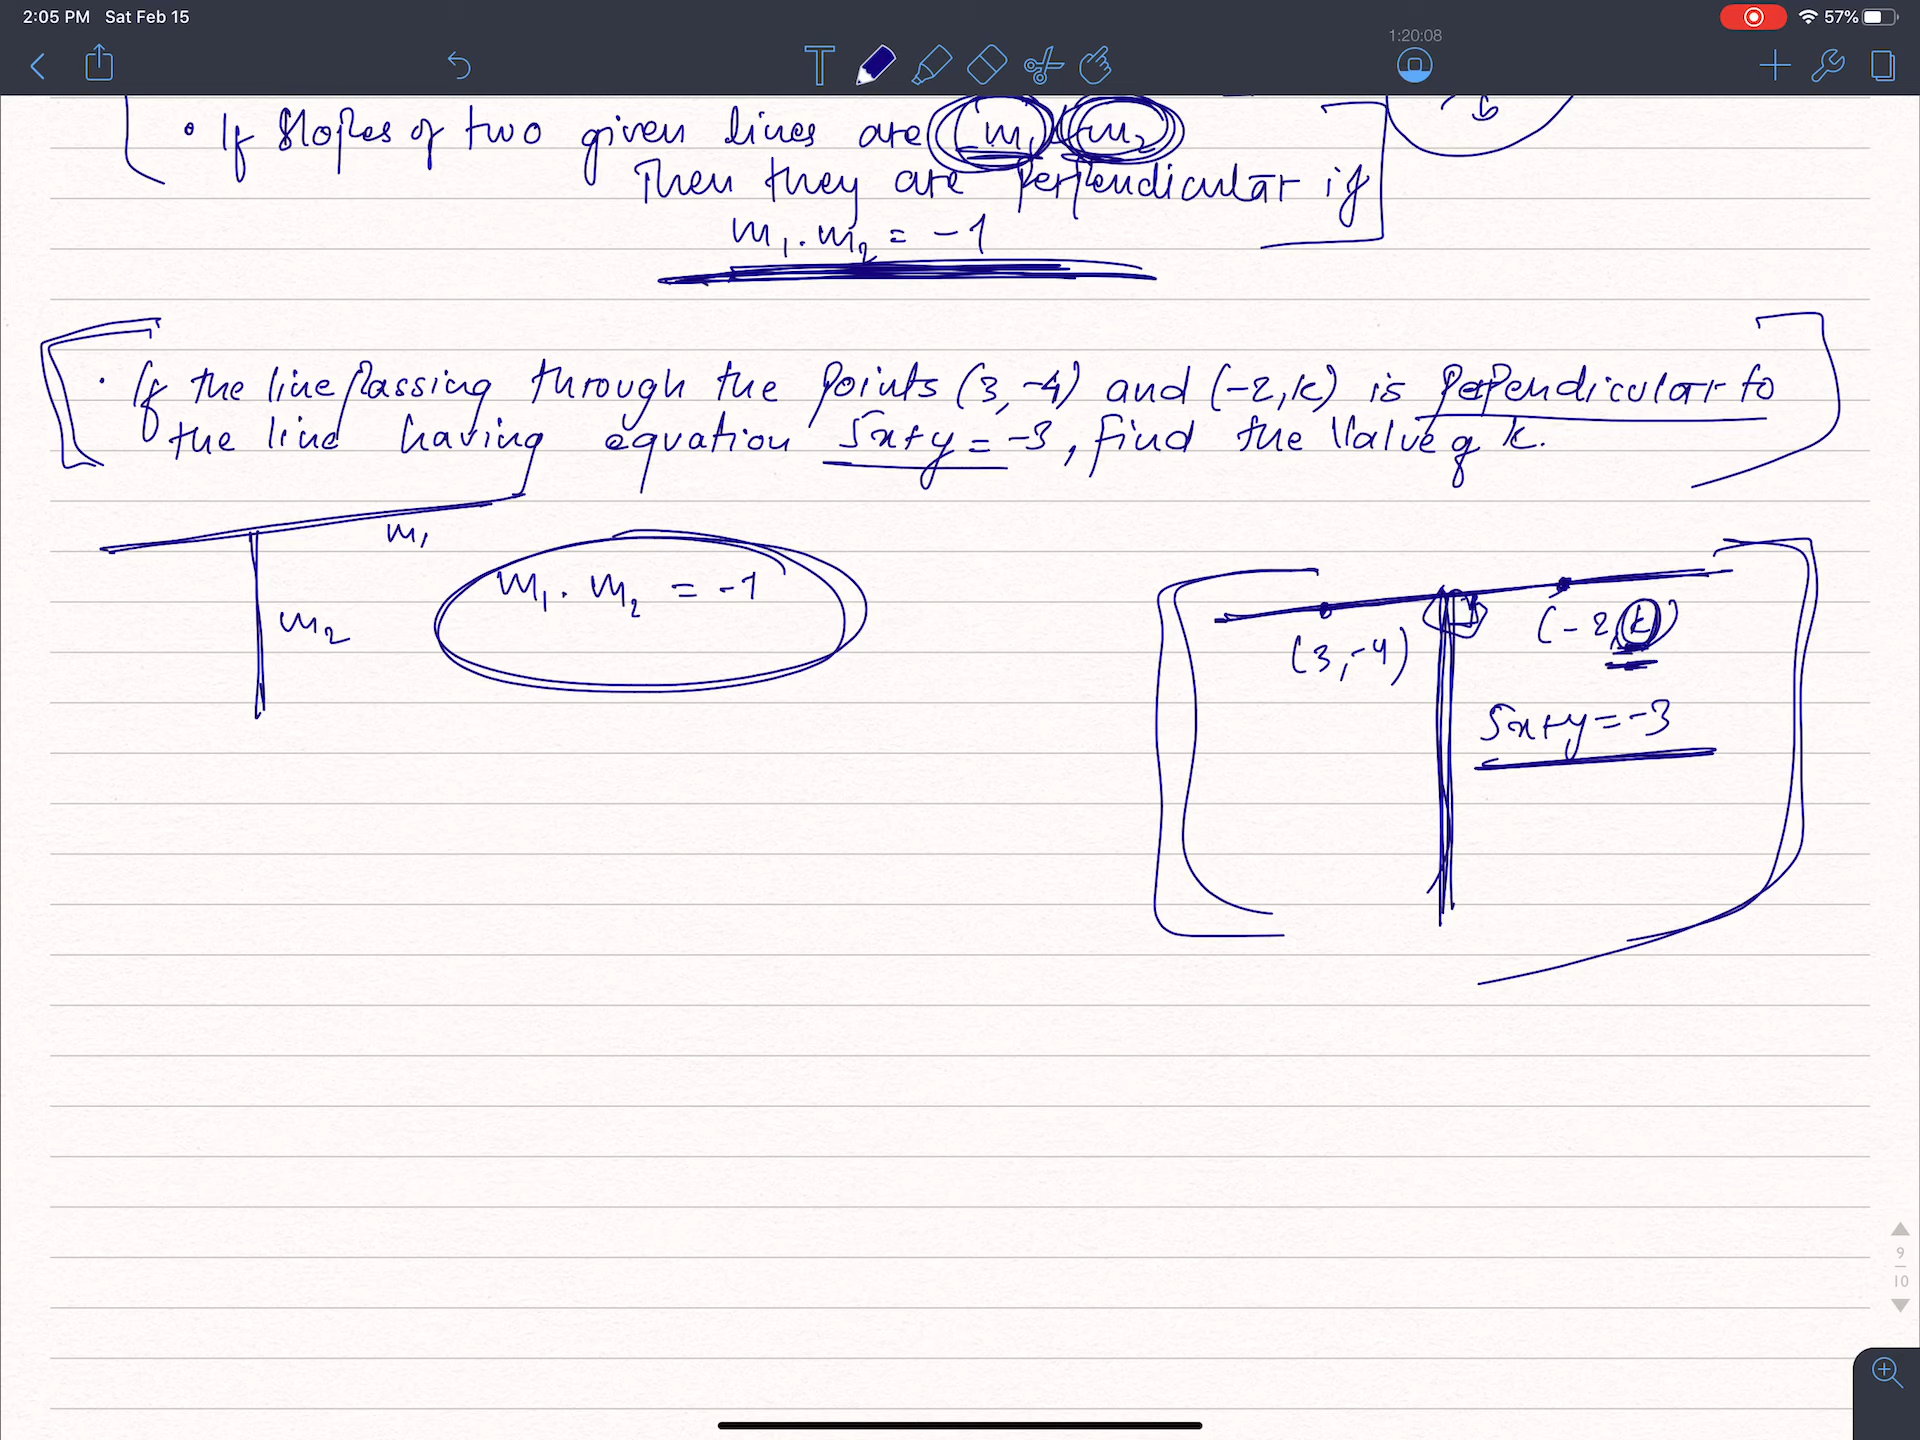 2:05 PM Sat Feb 15
57%
1:20:08
• If slopes of two given lines are (m₁) (m₂)
Then they are perpendicular if
m₁ . m₂ = -1
• If the line passing through the points (3, -4) and (-2, k) is perpendicular to
the line having equation 5x+y = -3, find the value of k.
m₁
m₂
m₁ . m₂ = -1
(3, -4)
(-2, k)
5x+y = -3
9
10